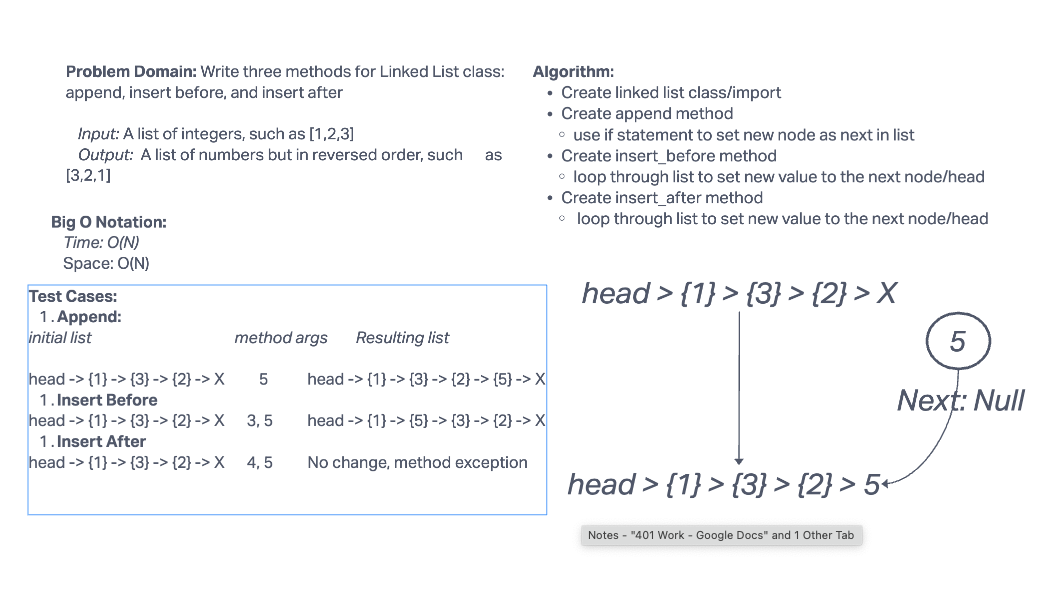 Problem Domain: Write three methods for Linked List class:
append, insert before, and insert after
Input: A list of integers, such as [1,2,3]
Output: A list of numbers but in reversed order, such as
[3,2,1]
Big O Notation:
Time: O(N)
Space: O(N)
Test Cases:
1. Append:
initial list method args Resulting list
head -> {1} -> {3} -> {2} -> X 5 head -> {1} -> {3} -> {2} -> {5} -> X
1. Insert Before
head -> {1} -> {3} -> {2} -> X 3, 5 head -> {1} -> {5} -> {3} -> {2} -> X
1. Insert After
head -> {1} -> {3} -> {2} -> X 4, 5 No change, method exception
Algorithm:
• Create linked list class/import
• Create append method
◦ use if statement to set new node as next in list
• Create insert_before method
◦ loop through list to set new value to the next node/head
• Create insert_after method
◦ loop through list to set new value to the next node/head
head > {1} > {3} > {2} > X
5
Next: Null
head > {1} > {3} > {2} > 5
Notes - "401 Work - Google Docs" and 1 Other Tab